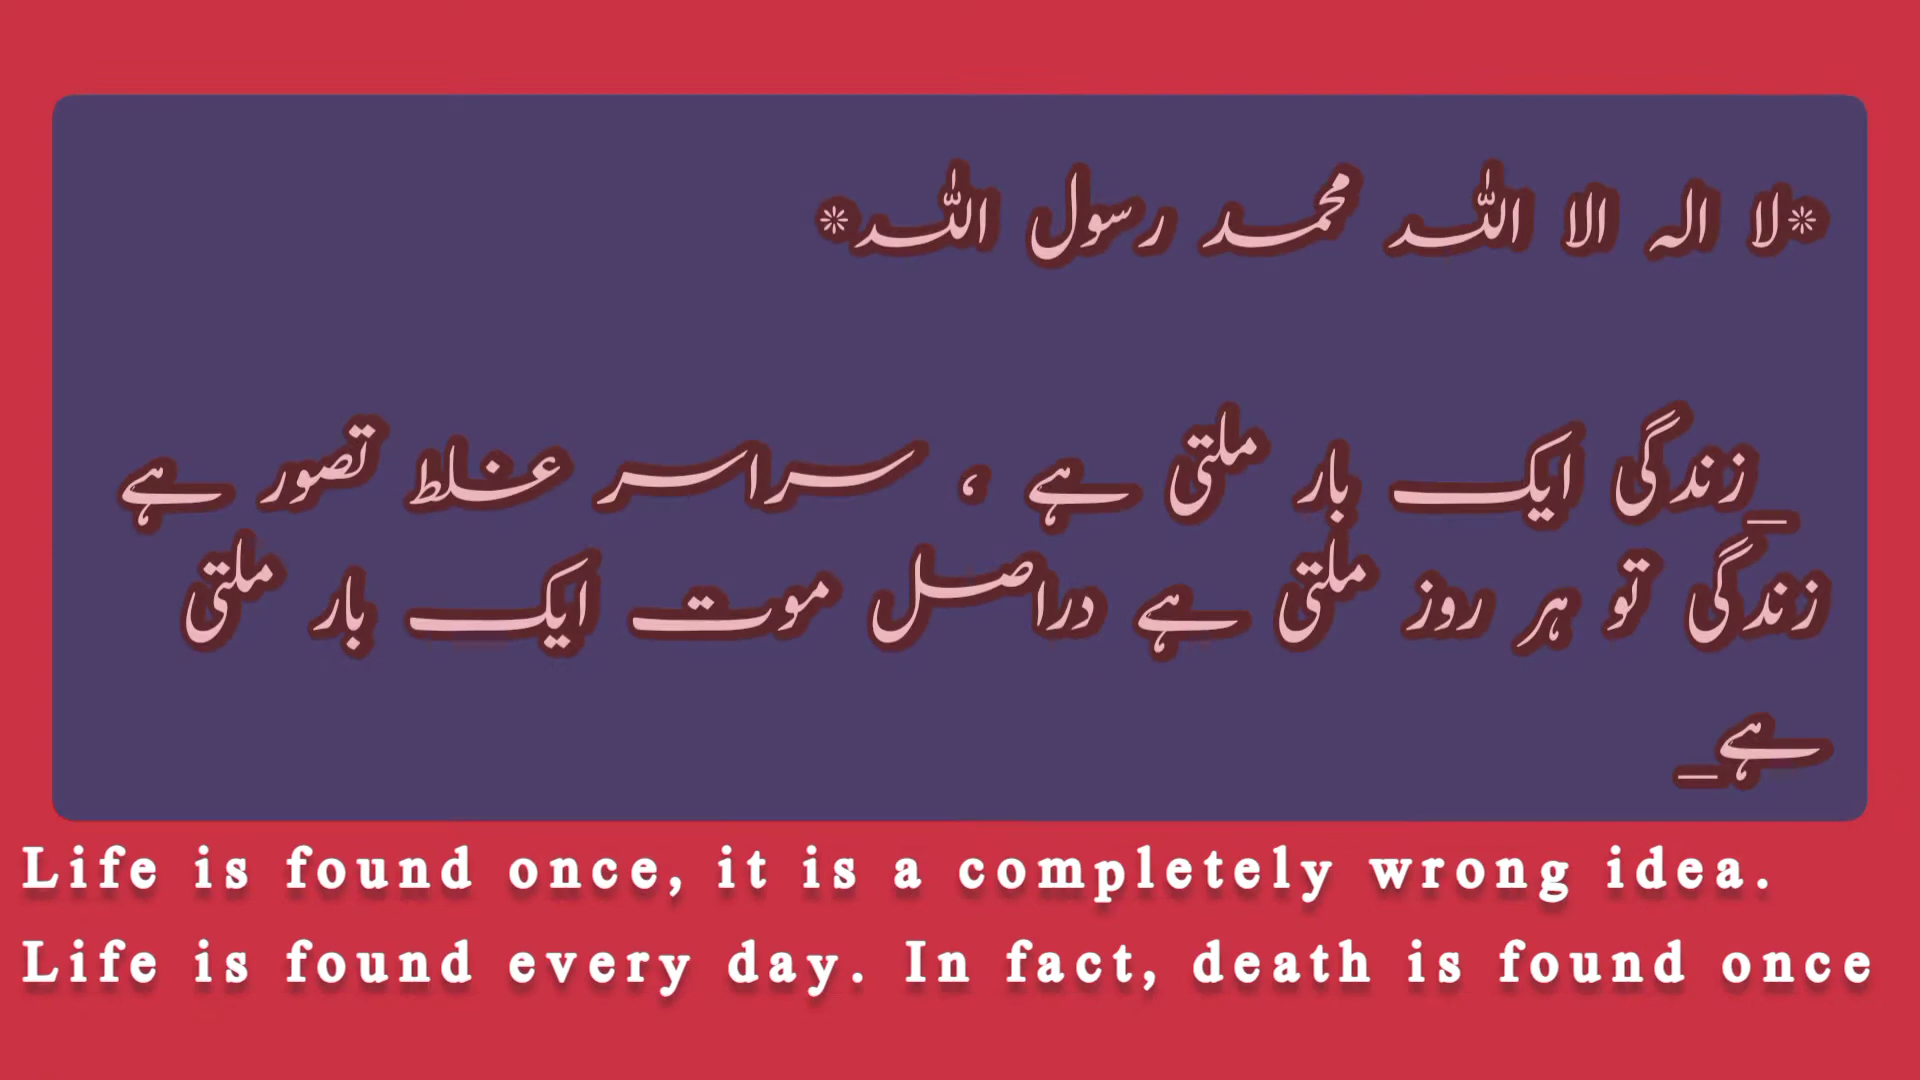 *لا الہ الا اللہ محمد رسول اللہ*
_زندگی ایک بار ملتی ہے ، سراسر غلط تصور ہے
زندگی تو ہر روز ملتی ہے دراصل موت ایک بار ملتی
ہے_
Life is found once, it is a completely wrong idea.
Life is found every day. In fact, death is found once